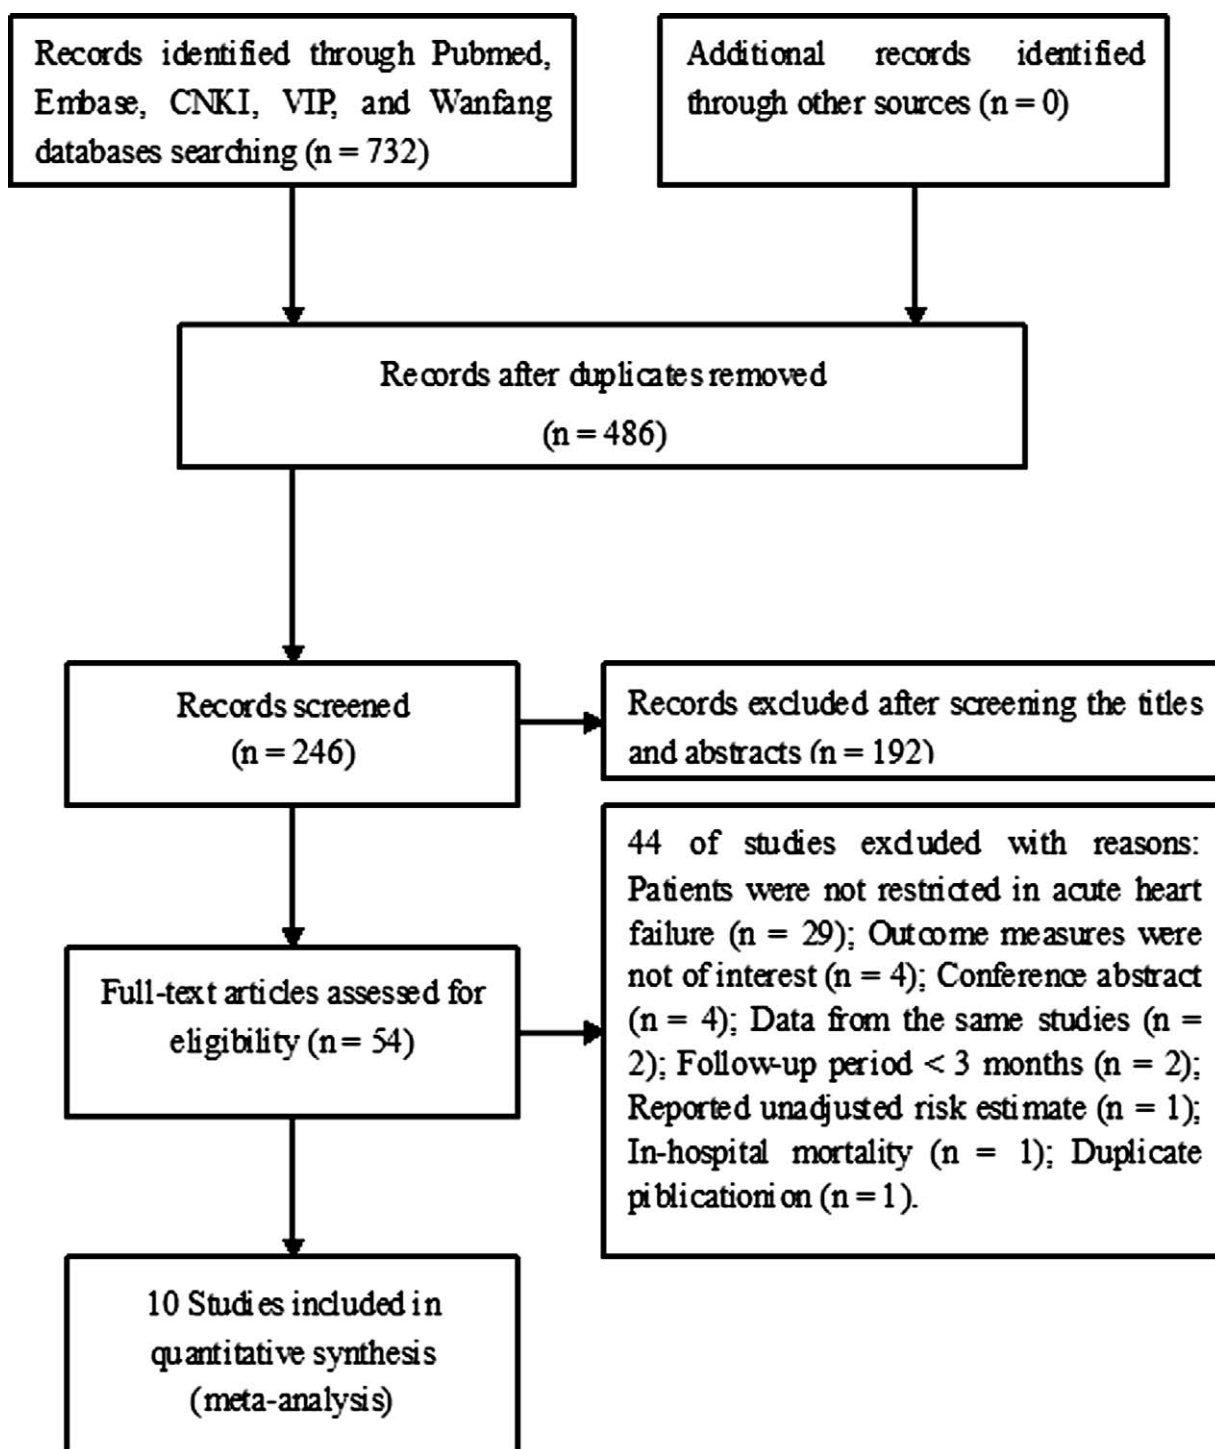 Records identified through Pubmed,
Embase, CNKI, VIP, and Wanfang
databases searching (n = 732)
Additional records identified
through other sources (n = 0)
Records after duplicates removed
(n = 486)
Records screened
(n = 246)
Records excluded after screening the titles
and abstracts (n = 192)
Full-text articles assessed for
eligibility (n = 54)
44 of studies excluded with reasons:
Patients were not restricted in acute heart
failure (n = 29); Outcome measures were
not of interest (n = 4); Conference abstract
(n = 4); Data from the same studies (n =
2); Follow-up period < 3 months (n = 2);
Reported unadjusted risk estimate (n = 1);
In-hospital mortality (n = 1); Duplicate
piblicationion (n = 1).
10 Studies included in
quantitative synthesis
(meta-analysis)